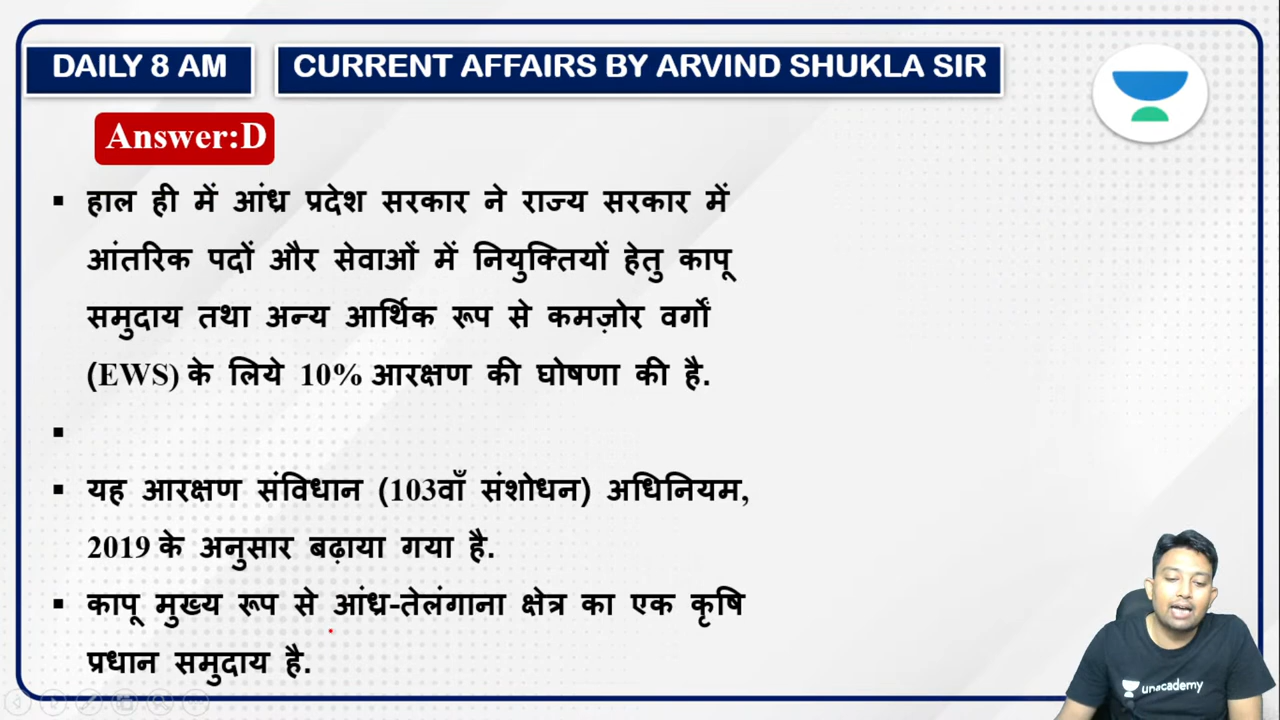 DAILY 8 AM
CURRENT AFFAIRS BY ARVIND SHUKLA SIR
Answer:D
हाल ही में आंध्र प्रदेश सरकार ने राज्य सरकार में
आंतरिक पदों और सेवाओं में नियुक्तियों हेतु कापू
समुदाय तथा अन्य आर्थिक रूप से कमज़ोर वर्गों
(EWS) के लिये 10% आरक्षण की घोषणा की है.
यह आरक्षण संविधान (103वाँ संशोधन) अधिनियम,
2019 के अनुसार बढ़ाया गया है.
कापू मुख्य रूप से आंध्र-तेलंगाना क्षेत्र का एक कृषि
प्रधान समुदाय है.
unacademy